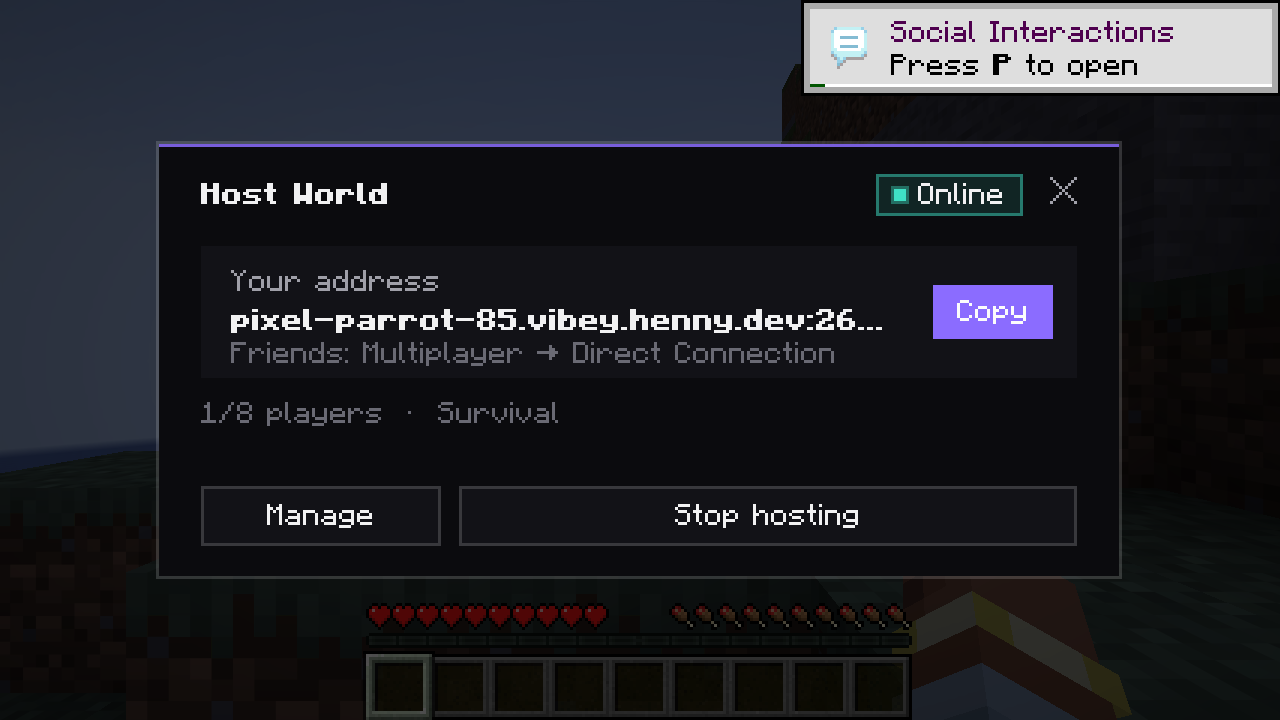 Social Interactions
Press P to open
Host World
Online
Your address
pixel-parrot-85.vibey.henny.dev:26...
Friends: Multiplayer → Direct Connection
Copy
1/8 players · Survival
Manage
Stop hosting